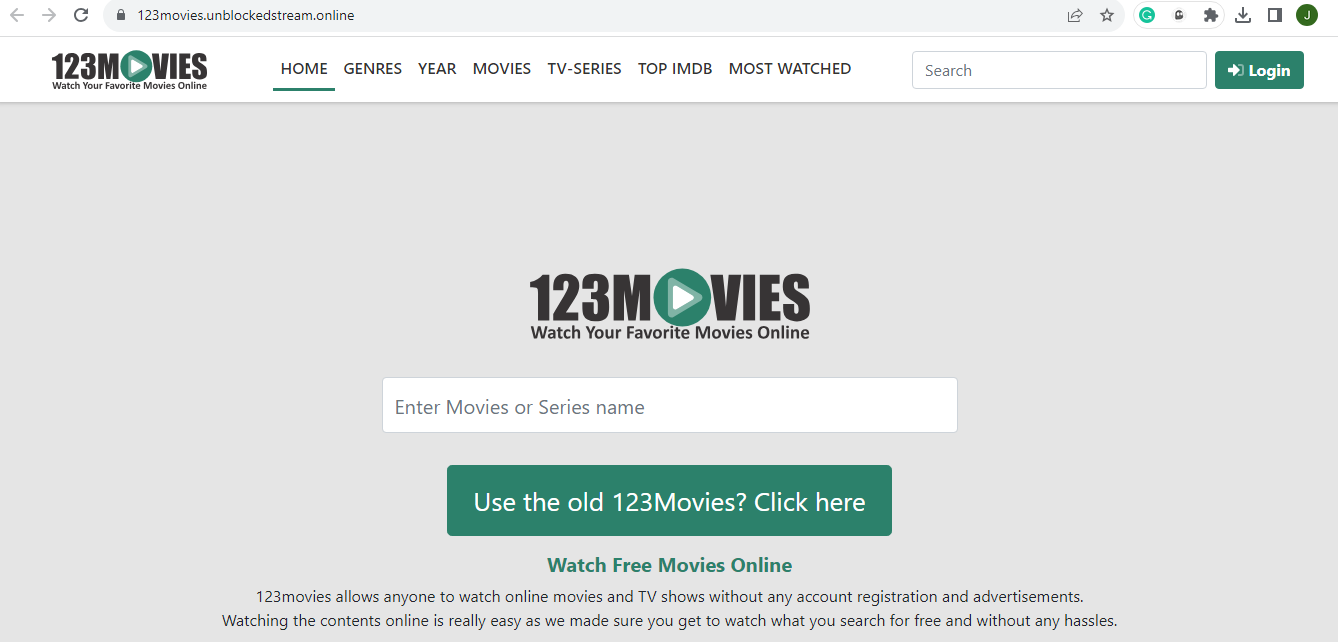 123movies.unblockedstream.online
J
123MOVIES
Watch Your Favorite Movies Online
HOME GENRES YEAR MOVIES TV-SERIES TOP IMDB MOST WATCHED
Search
Login
123MOVIES
Watch Your Favorite Movies Online
Enter Movies or Series name
Use the old 123Movies? Click here
Watch Free Movies Online
123movies allows anyone to watch online movies and TV shows without any account registration and advertisements.
Watching the contents online is really easy as we made sure you get to watch what you search for free and without any hassles.